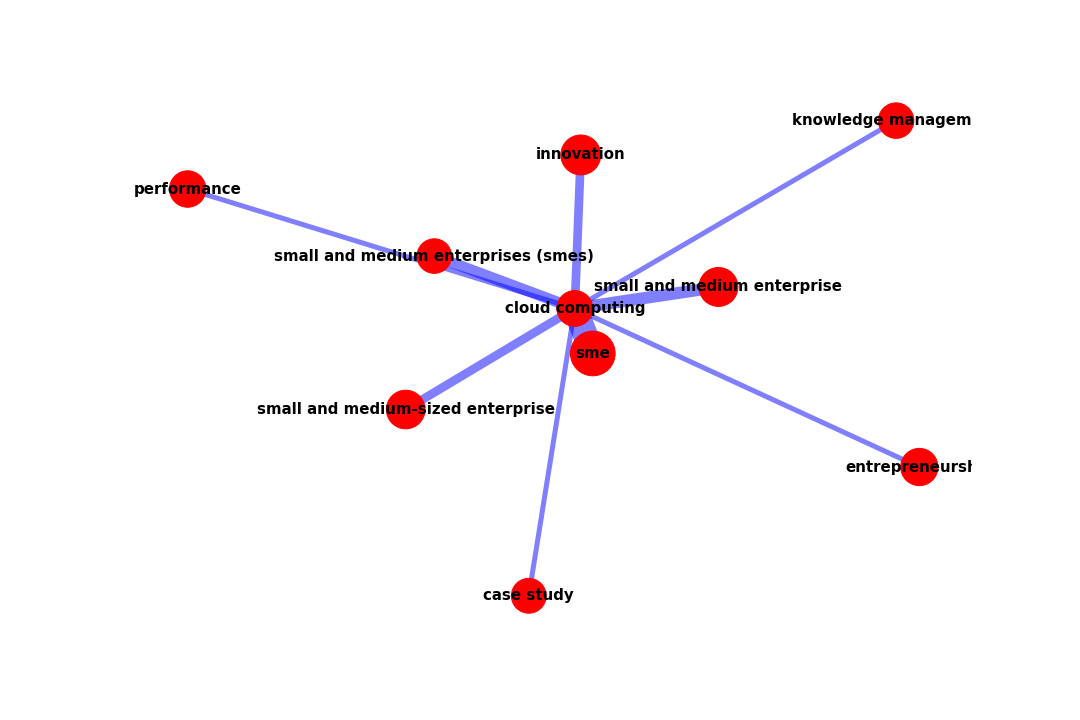 knowledge managem
innovation
performance
small and medium enterprises (smes)
small and medium enterprise
cloud computing
sme
small and medium-sized enterprise
entrepreneursh
case study